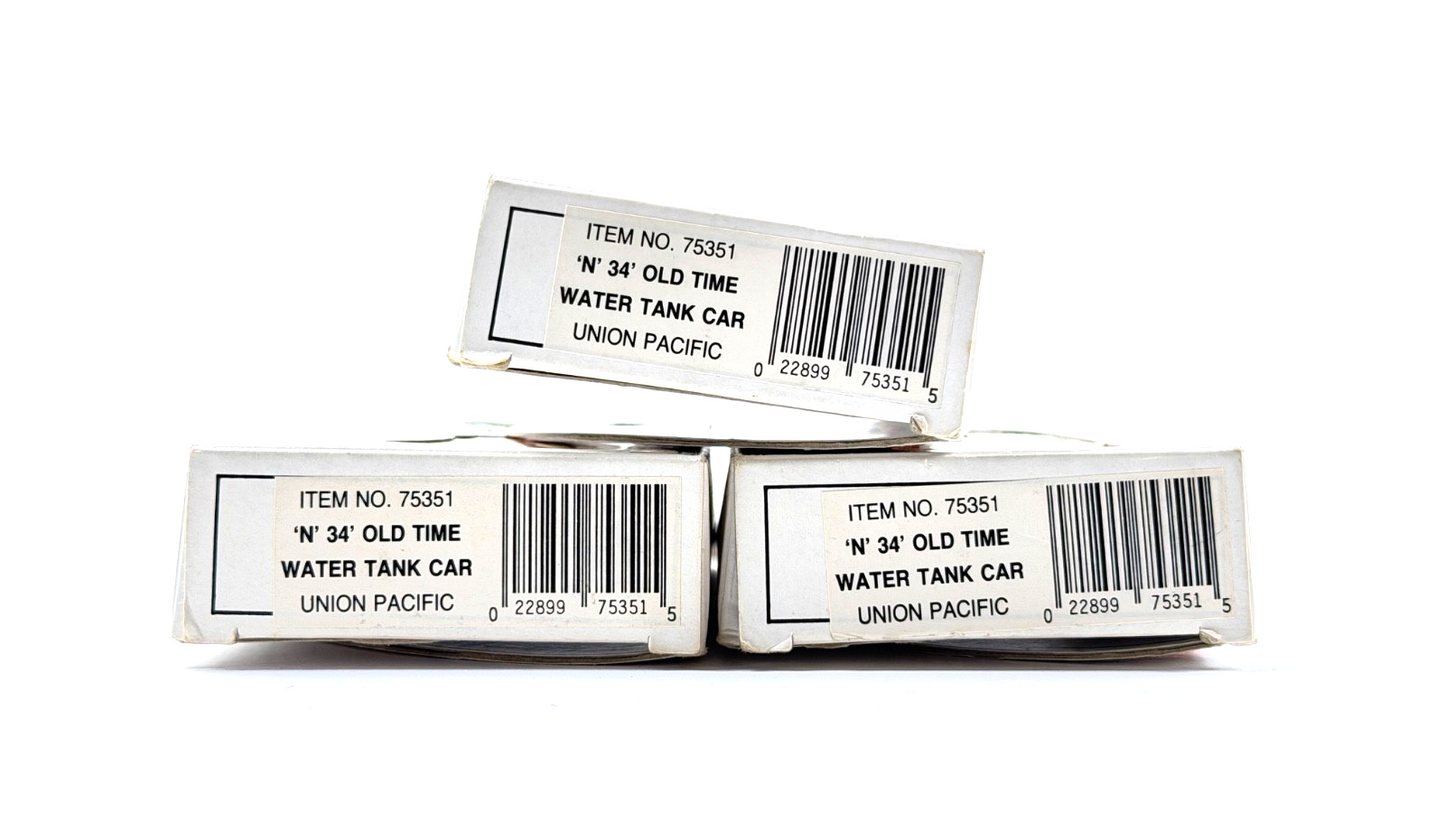 ITEM NO. 75351
'N' 34' OLD TIME
WATER TANK CAR
UNION PACIFIC
0 22899 75351 5
ITEM NO. 75351
'N' 34' OLD TIME
WATER TANK CAR
UNION PACIFIC
0 22899 75351 5
ITEM NO. 75351
'N' 34' OLD TIME
WATER TANK CAR
UNION PACIFIC
0 22899 75351 5